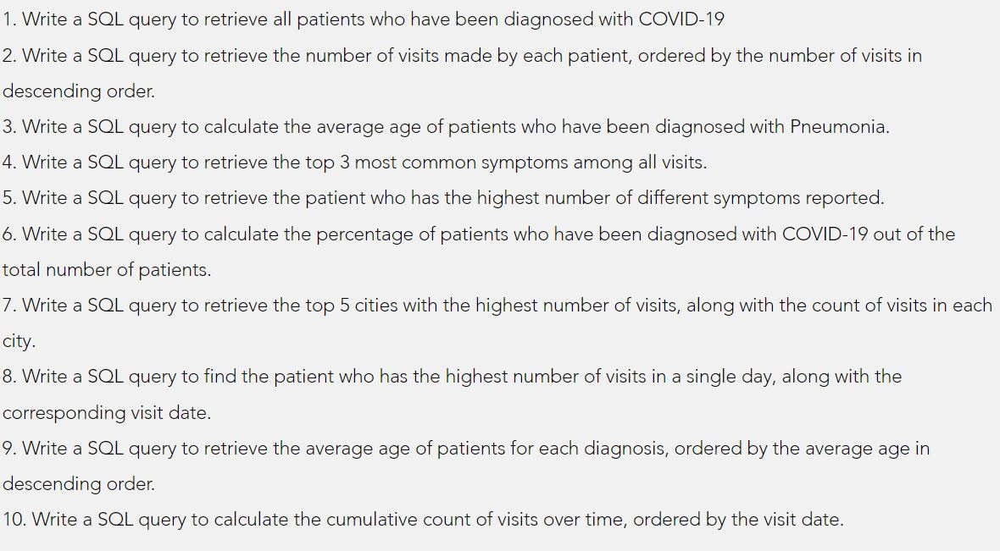 1. Write a SQL query to retrieve all patients who have been diagnosed with COVID-19
2. Write a SQL query to retrieve the number of visits made by each patient, ordered by the number of visits in
descending order.
3. Write a SQL query to calculate the average age of patients who have been diagnosed with Pneumonia.
4. Write a SQL query to retrieve the top 3 most common symptoms among all visits.
5. Write a SQL query to retrieve the patient who has the highest number of different symptoms reported.
6. Write a SQL query to calculate the percentage of patients who have been diagnosed with COVID-19 out of the
total number of patients.
7. Write a SQL query to retrieve the top 5 cities with the highest number of visits, along with the count of visits in each
city.
8. Write a SQL query to find the patient who has the highest number of visits in a single day, along with the
corresponding visit date.
9. Write a SQL query to retrieve the average age of patients for each diagnosis, ordered by the average age in
descending order.
10. Write a SQL query to calculate the cumulative count of visits over time, ordered by the visit date.